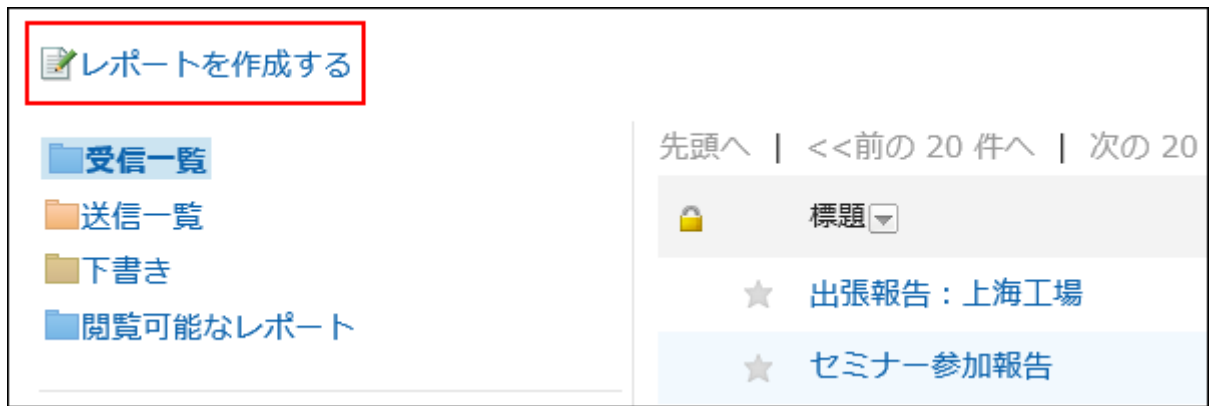 レポートを作成する
受信一覧
送信一覧
下書き
閲覧可能なレポート
先頭へ | <<前の 20 件へ | 次の 20
標題
出張報告：上海工場
セミナー参加報告